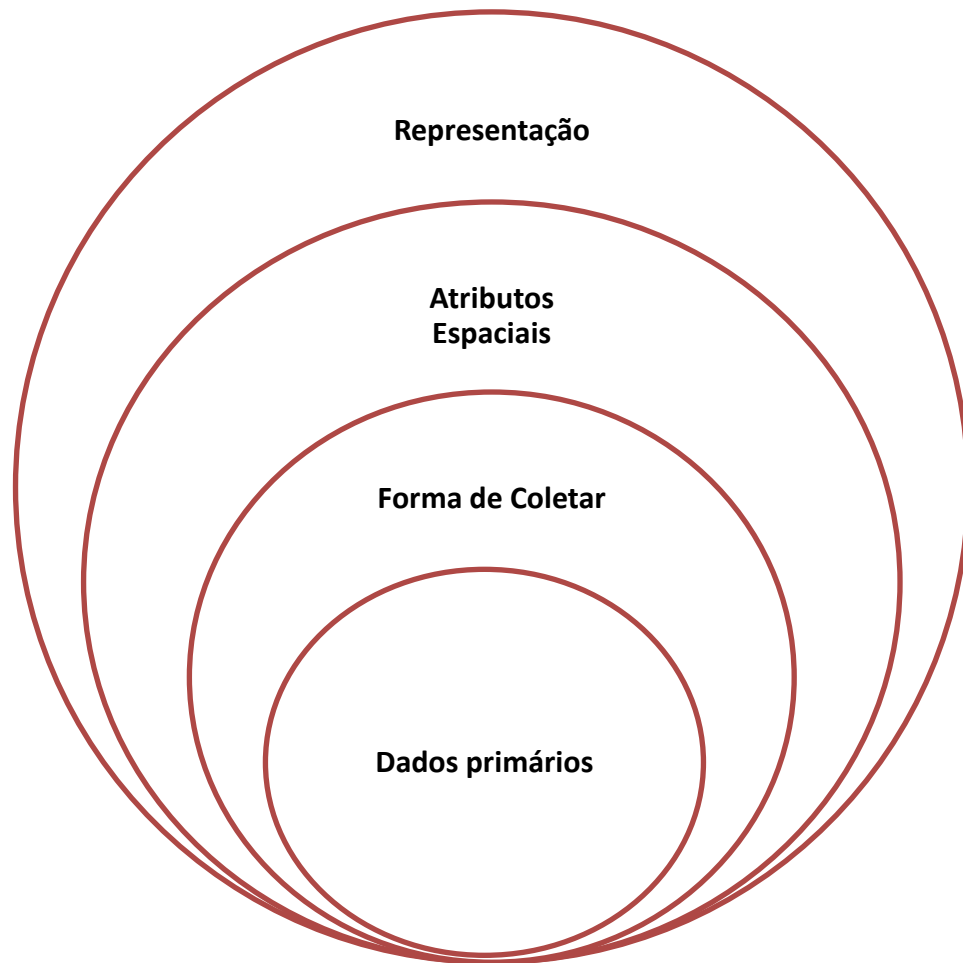 Representação
Atributos
Espaciais
Forma de Coletar
Dados primários